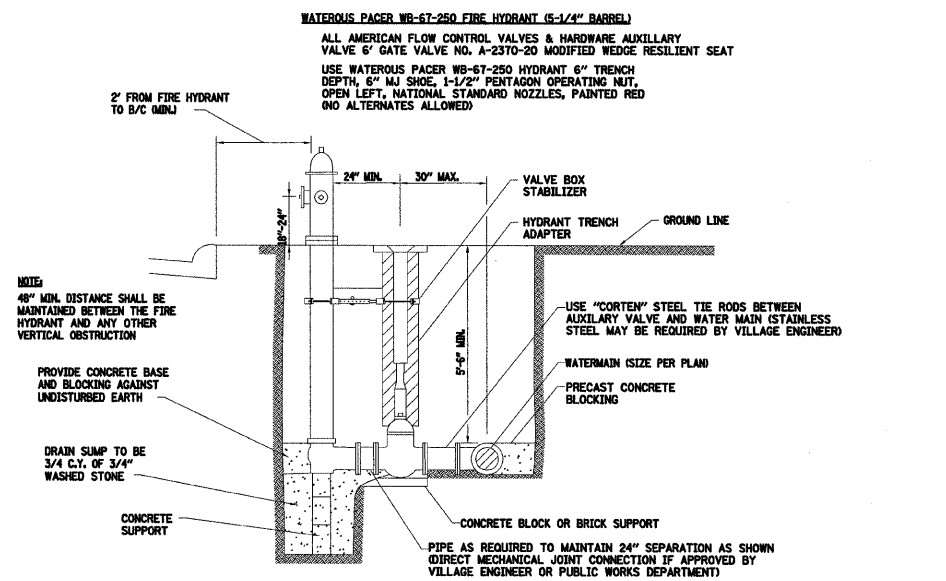 WATEROUS PACER WB-67-250 FIRE HYDRANT (5-1/4" BARREL)
ALL AMERICAN FLOW CONTROL VALVES & HARDWARE AUXILLARY
VALVE 6' GATE VALVE NO. A-2370-20 MODIFIED WEDGE RESILIENT SEAT
USE WATEROUS PACER WB-67-250 HYDRANT 6" TRENCH
DEPTH, 6" MJ SHOE, 1-1/2" PENTAGON OPERATING NUT,
OPEN LEFT, NATIONAL STANDARD NOZZLES, PAINTED RED
(NO ALTERNATES ALLOWED)
2' FROM FIRE HYDRANT
TO B/C (MIN.)
24" MIN.
30" MAX.
VALVE BOX
STABILIZER
18"-24"
HYDRANT TRENCH
ADAPTER
GROUND LINE
NOTE:
48" MIN. DISTANCE SHALL BE
MAINTAINED BETWEEN THE FIRE
HYDRANT AND ANY OTHER
VERTICAL OBSTRUCTION
5'-6" MIN.
USE "CORTEN" STEEL TIE RODS BETWEEN
AUXILARY VALVE AND WATER MAIN (STAINLESS
STEEL MAY BE REQUIRED BY VILLAGE ENGINEER)
WATERMAIN (SIZE PER PLAN)
PRECAST CONCRETE
BLOCKING
PROVIDE CONCRETE BASE
AND BLOCKING AGAINST
UNDISTURBED EARTH
DRAIN SUMP TO BE
3/4 C.Y. OF 3/4"
WASHED STONE
CONCRETE
SUPPORT
CONCRETE BLOCK OR BRICK SUPPORT
PIPE AS REQUIRED TO MAINTAIN 24" SEPARATION AS SHOWN
(DIRECT MECHANICAL JOINT CONNECTION IF APPROVED BY
VILLAGE ENGINEER OR PUBLIC WORKS DEPARTMENT)